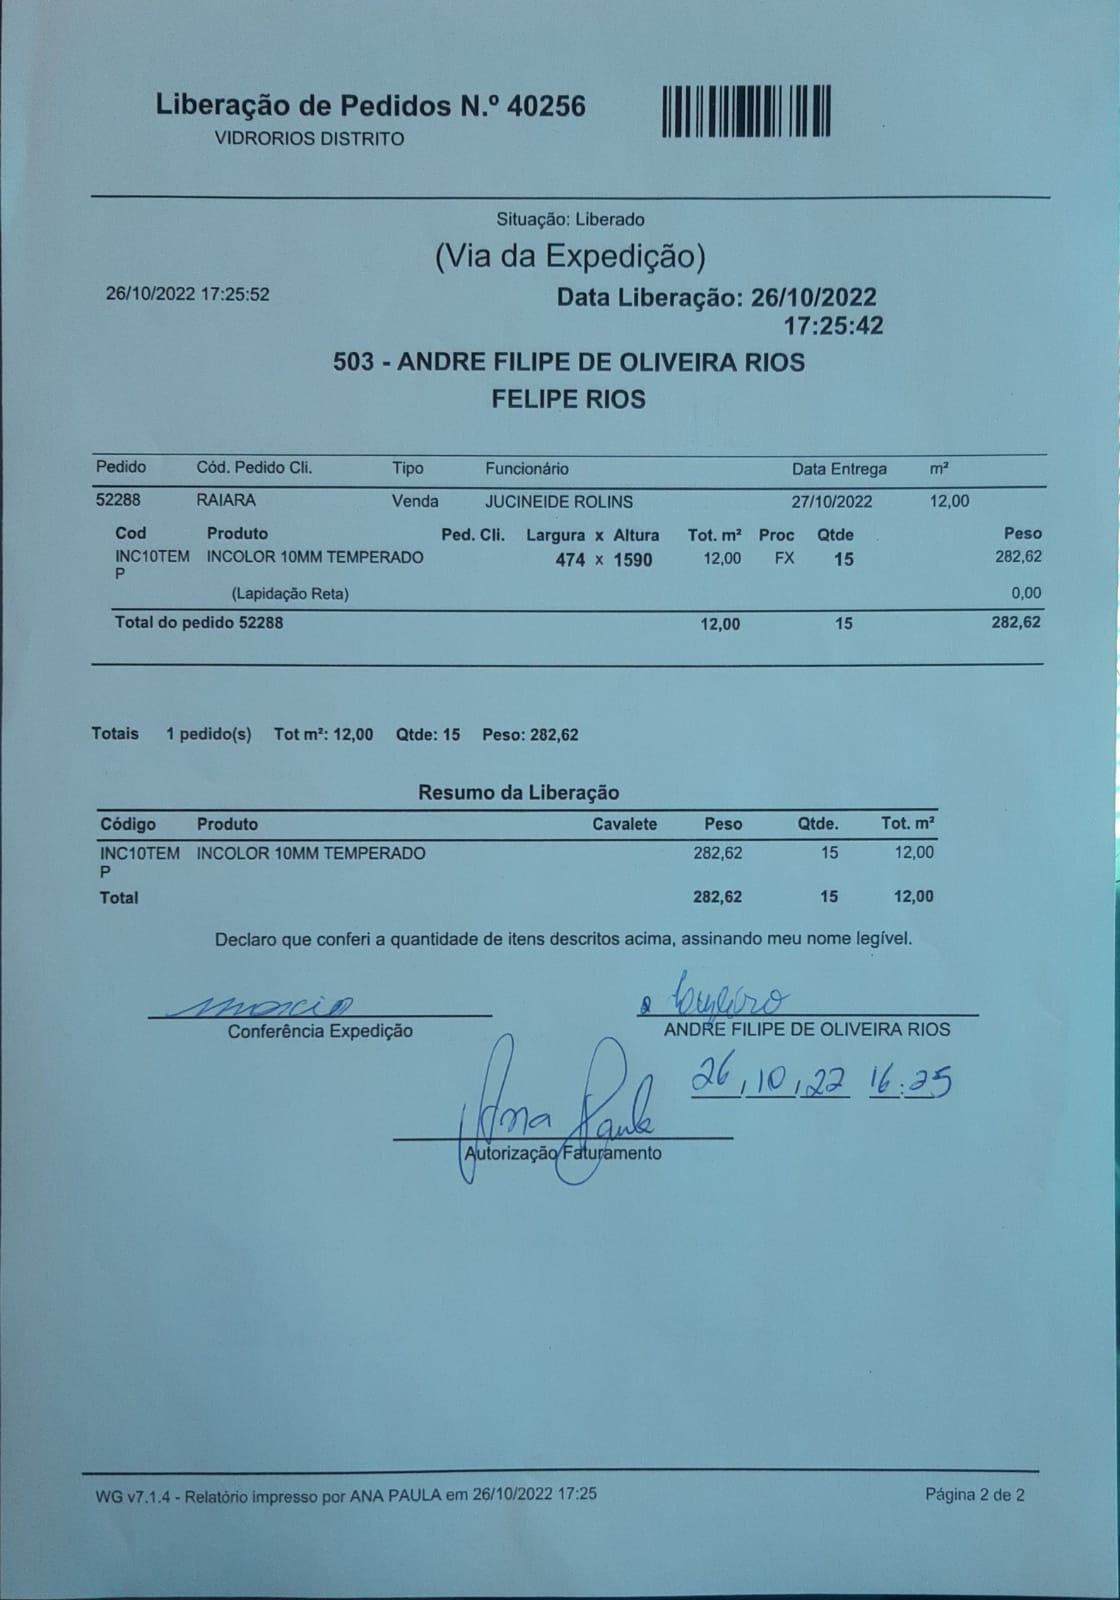 Liberação de Pedidos N.º 40256
VIDRORIOS DISTRITO
Situação: Liberado
(Via da Expedição)
26/10/2022 17:25:52
Data Liberação: 26/10/2022
17:25:42
503 - ANDRE FILIPE DE OLIVEIRA RIOS
FELIPE RIOS
Pedido Cód. Pedido Cli. Tipo Funcionário Data Entrega m²
52288 RAIARA Venda JUCINEIDE ROLINS 27/10/2022 12,00
Cod Produto Ped. Cli. Largura x Altura Tot. m² Proc Qtde Peso
INC10TEM INCOLOR 10MM TEMPERADO 474 x 1590 12,00 FX 15 282,62
P
(Lapidação Reta) 0,00
Total do pedido 52288 12,00 15 282,62
Totais 1 pedido(s) Tot m²: 12,00 Qtde: 15 Peso: 282,62
Resumo da Liberação
Código Produto Cavalete Peso Qtde. Tot. m²
INC10TEM INCOLOR 10MM TEMPERADO 282,62 15 12,00
P
Total 282,62 15 12,00
Declaro que conferi a quantidade de itens descritos acima, assinando meu nome legível.
marcio
Conferência Expedição
ANDRE FILIPE DE OLIVEIRA RIOS
26,10,22 16:25
Ana Paula
Autorização Faturamento
WG v7.1.4 - Relatório impresso por ANA PAULA em 26/10/2022 17:25
Página 2 de 2